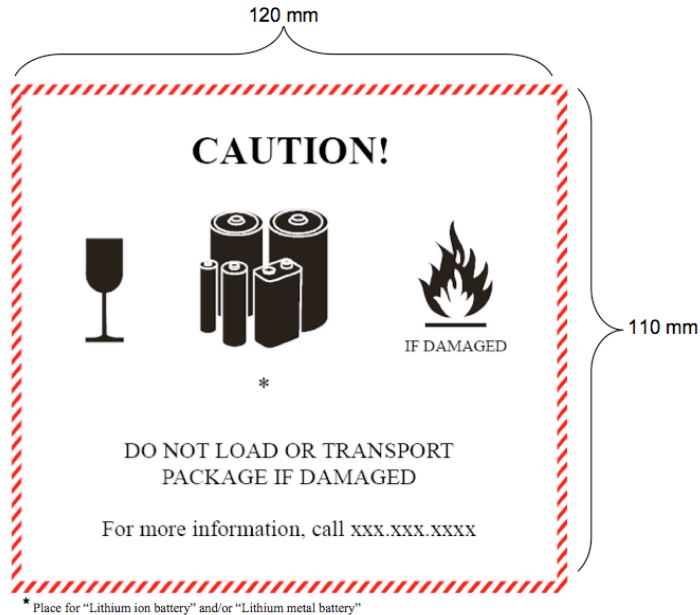 120 mm
CAUTION!
110 mm
IF DAMAGED
*
DO NOT LOAD OR TRANSPORT
PACKAGE IF DAMAGED
For more information, call xxx.xxx.xxxx
* Place for “Lithium ion battery” and/or “Lithium metal battery”